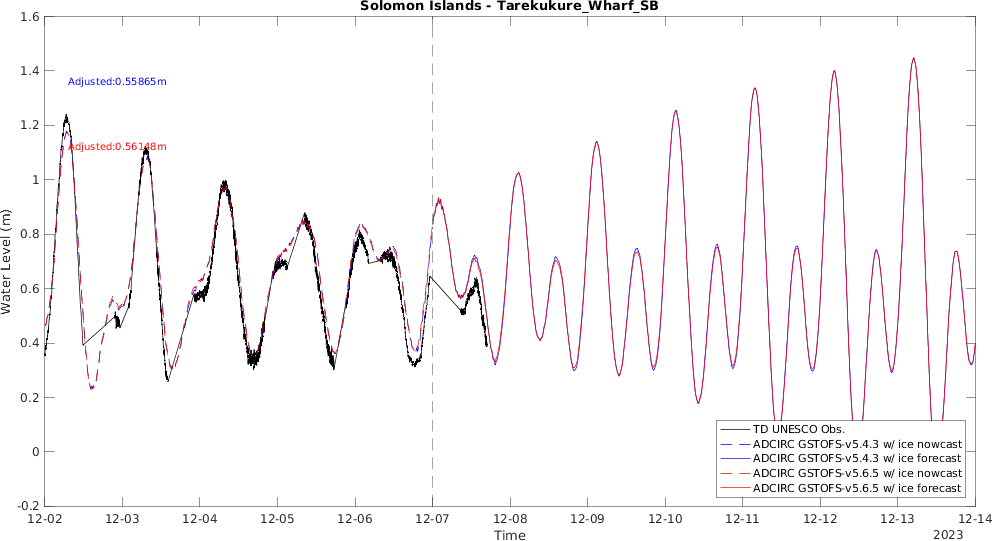 Solomon Islands - Tarekukure_Wharf_SB
1.6
1.4
1.2
1
0.8
0.6
0.4
0.2
0
-0.2
Water Level (m)
Adjusted:0.55865m
Adjusted:0.56148m
TD UNESCO Obs.
ADCIRC GSTOFS-v5.4.3 w/ ice nowcast
ADCIRC GSTOFS-v5.4.3 w/ ice forecast
ADCIRC GSTOFS-v5.6.5 w/ ice nowcast
ADCIRC GSTOFS-v5.6.5 w/ ice forecast
12-02 12-03 12-04 12-05 12-06 12-07 12-08 12-09 12-10 12-11 12-12 12-13 12-14
Time
2023